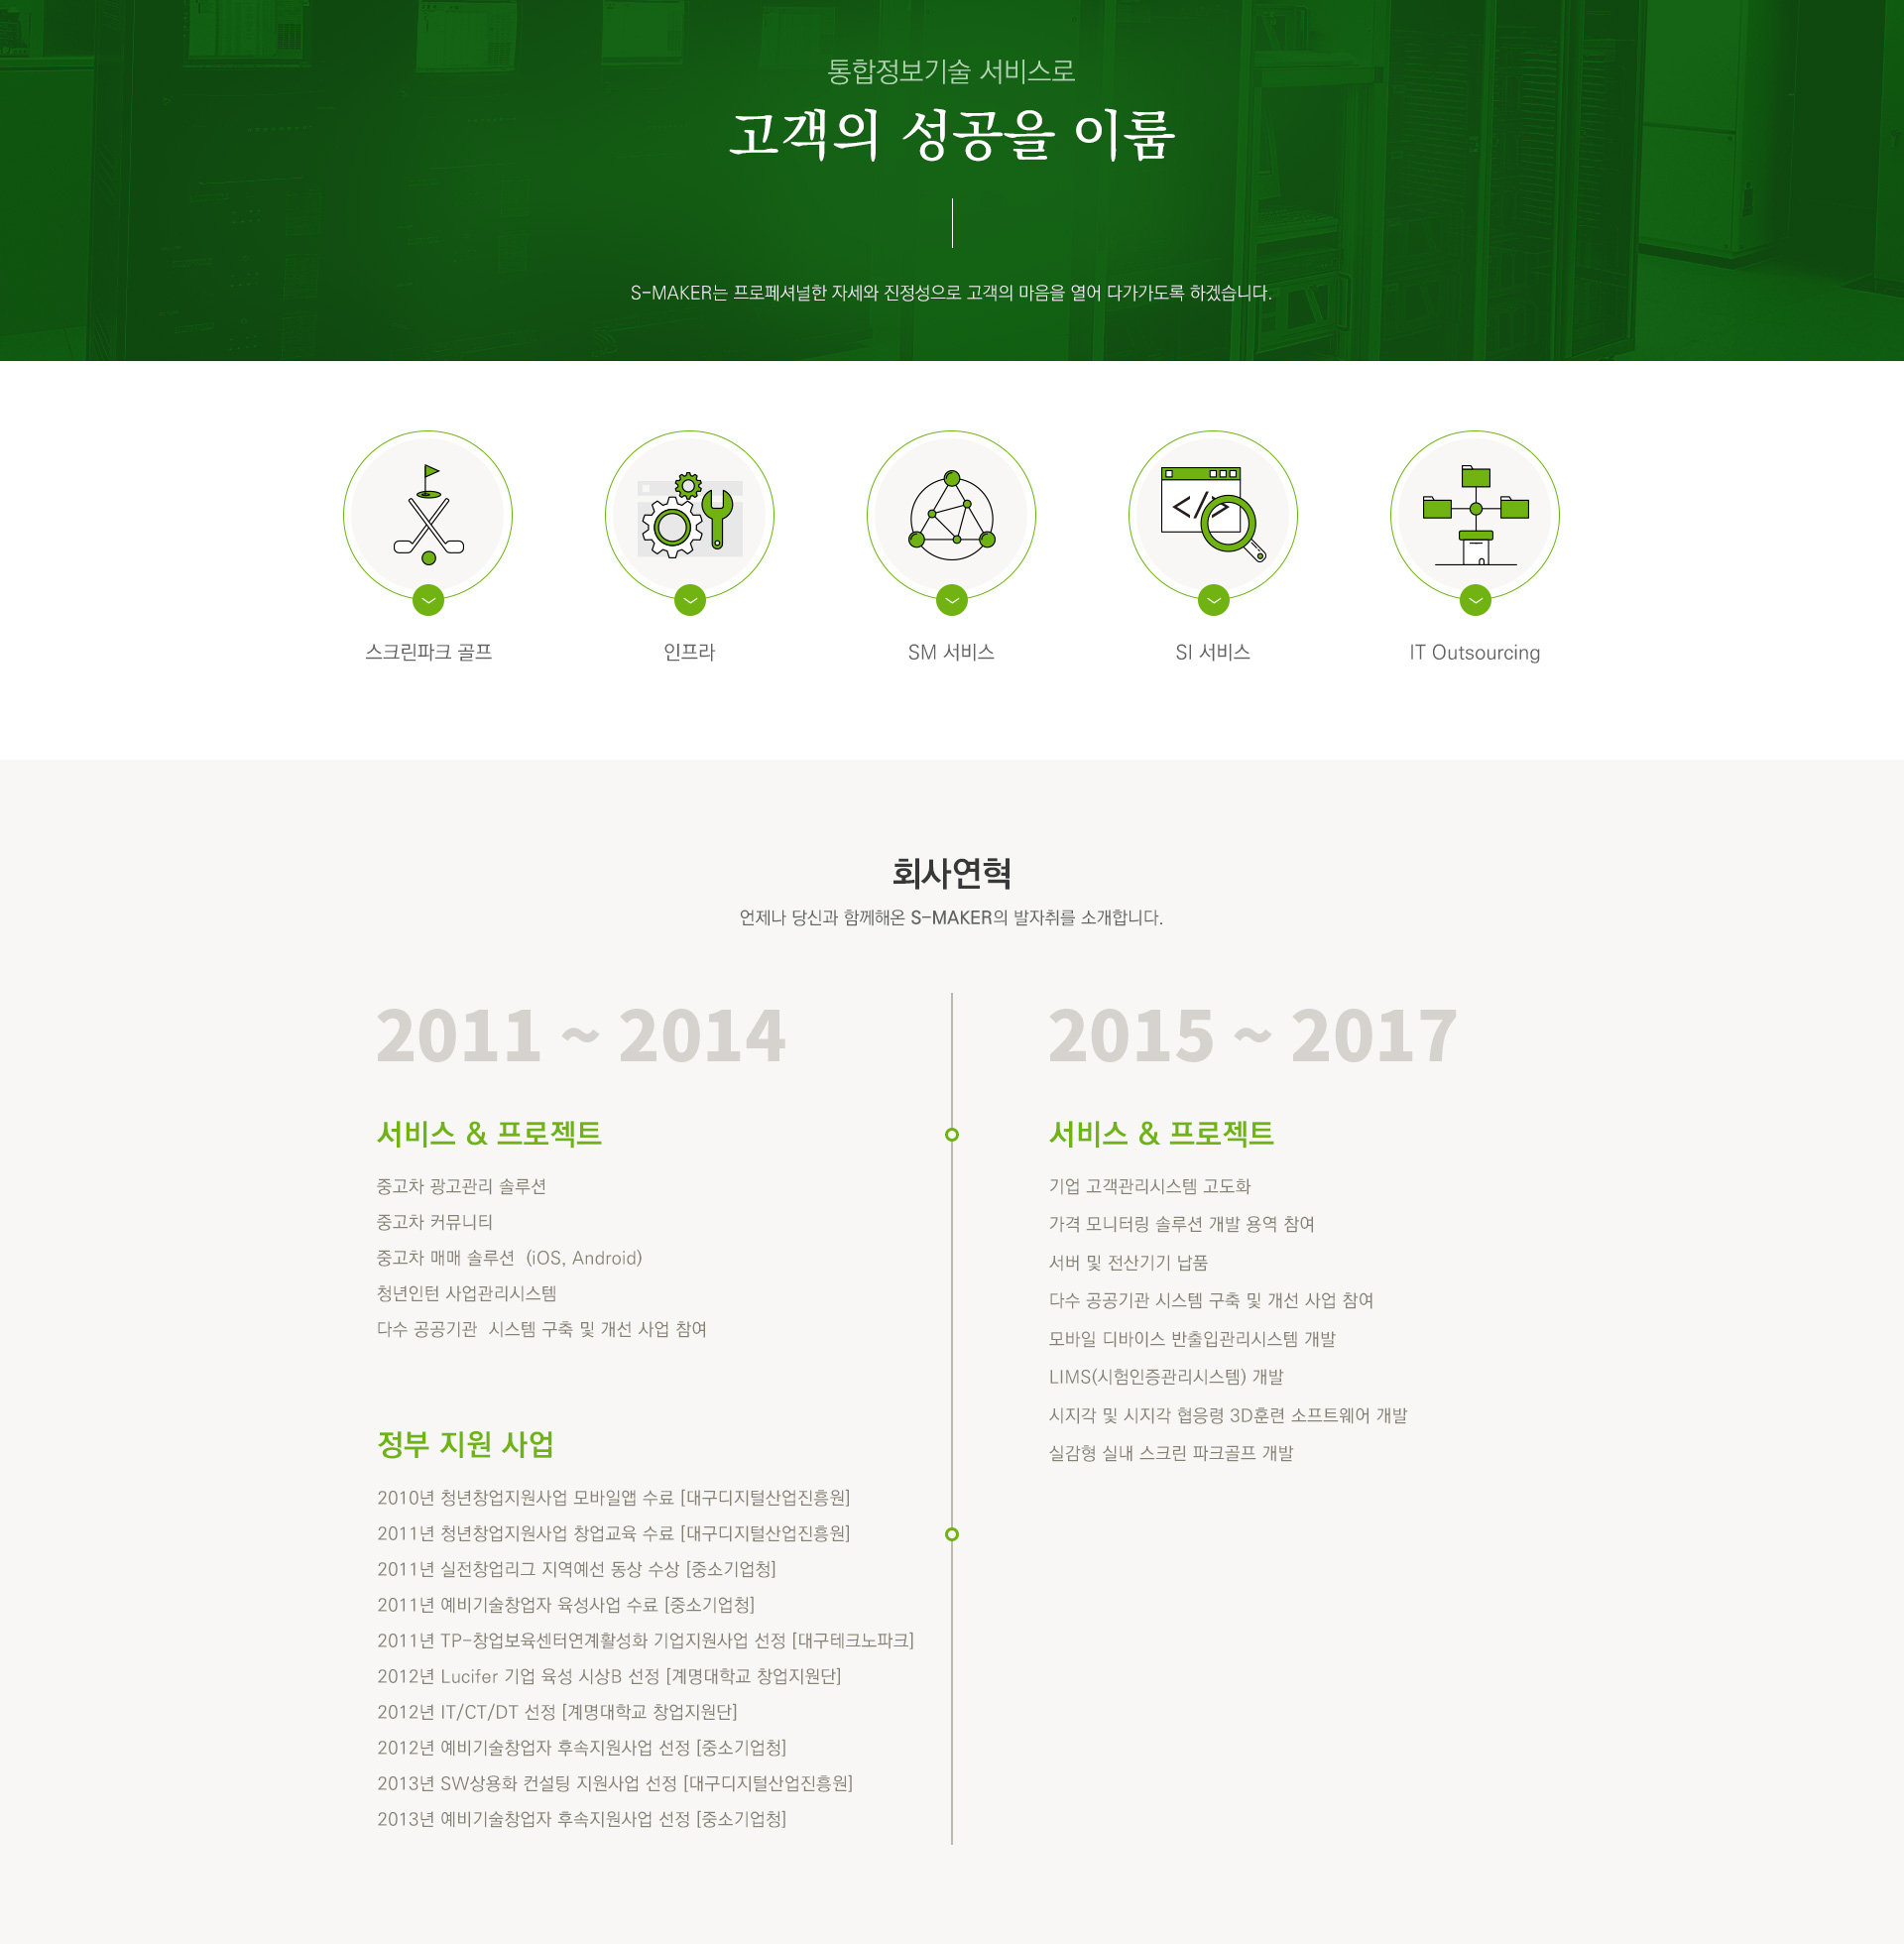 통합정보기술 서비스로
고객의 성공을 이룸
S-MAKER는 프로페셔널한 자세와 진정성으로 고객의 마음을 열어 다가가도록 하겠습니다.
</>
스크린파크 골프
인프라
SM 서비스
SI 서비스
IT Outsourcing
회사연혁
언제나 당신과 함께해온 S-MAKER의 발자취를 소개합니다.
2011 ~ 2014
서비스 & 프로젝트
중고차 광고관리 솔루션
중고차 커뮤니티
중고차 매매 솔루션  (iOS, Android)
청년인턴 사업관리시스템
다수 공공기관  시스템 구축 및 개선 사업 참여
정부 지원 사업
2010년 청년창업지원사업 모바일앱 수료 [대구디지털산업진흥원]
2011년 청년창업지원사업 창업교육 수료 [대구디지털산업진흥원]
2011년 실전창업리그 지역예선 동상 수상 [중소기업청]
2011년 예비기술창업자 육성사업 수료 [중소기업청]
2011년 TP-창업보육센터연계활성화 기업지원사업 선정 [대구테크노파크]
2012년 Lucifer 기업 육성 시상B 선정 [계명대학교 창업지원단]
2012년 IT/CT/DT 선정 [계명대학교 창업지원단]
2012년 예비기술창업자 후속지원사업 선정 [중소기업청]
2013년 SW상용화 컨설팅 지원사업 선정 [대구디지털산업진흥원]
2013년 예비기술창업자 후속지원사업 선정 [중소기업청]
2015 ~ 2017
서비스 & 프로젝트
기업 고객관리시스템 고도화
가격 모니터링 솔루션 개발 용역 참여
서버 및 전산기기 납품
다수 공공기관 시스템 구축 및 개선 사업 참여
모바일 디바이스 반출입관리시스템 개발
LIMS(시험인증관리시스템) 개발
시지각 및 시지각 협응령 3D훈련 소프트웨어 개발
실감형 실내 스크린 파크골프 개발